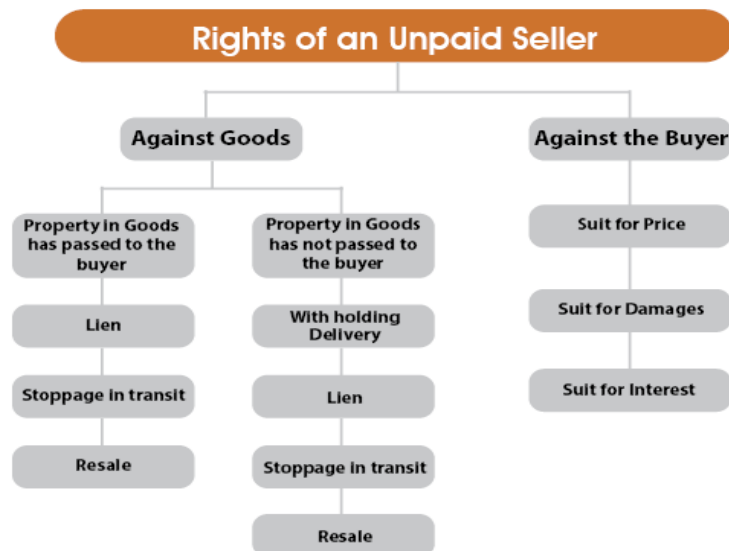 Rights of an Unpaid Seller
Against Goods
Against the Buyer
Property in Goods
has passed to the
buyer
Property in Goods
has not passed to
the buyer
Suit for Price
Lien
With holding
Delivery
Suit for Damages
Stoppage in transit
Lien
Suit for Interest
Resale
Stoppage in transit
Resale